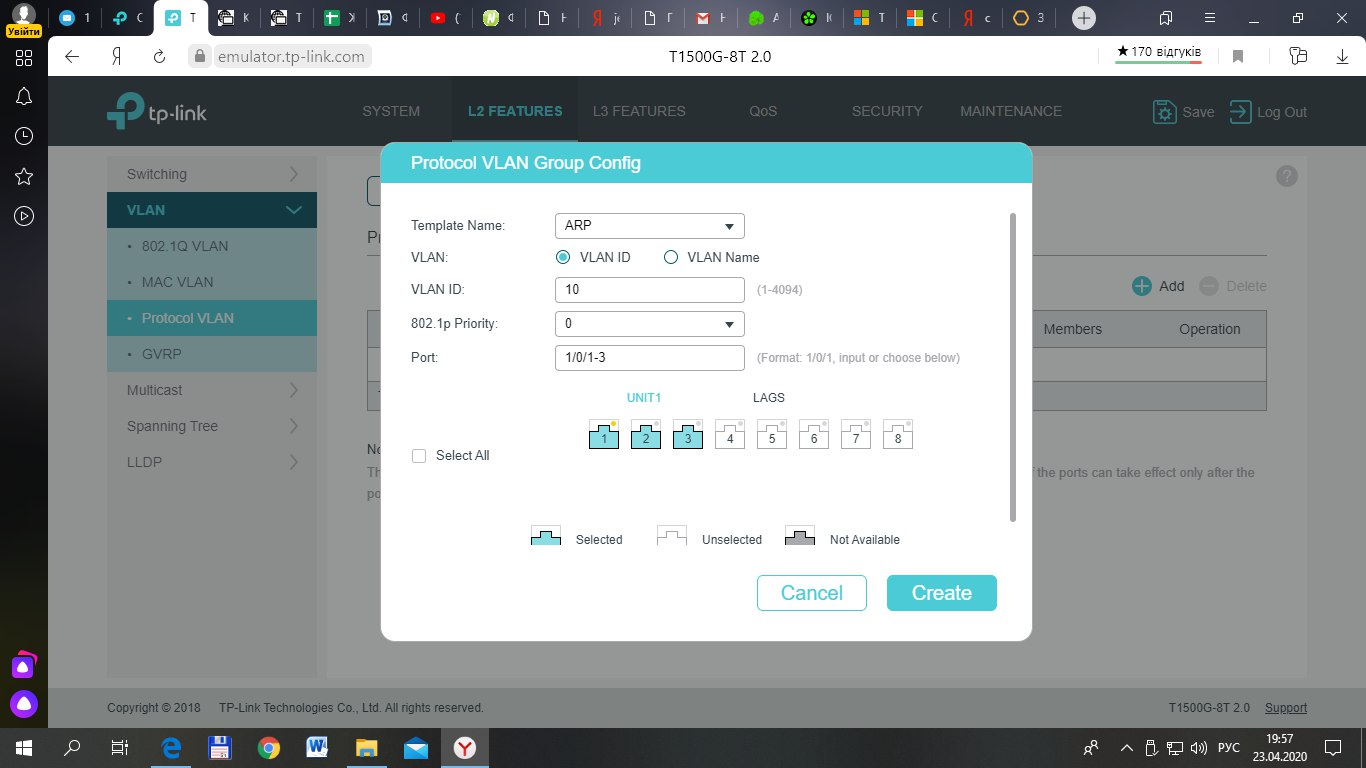 Увійти
emulator.tp-link.com
T1500G-8T 2.0
★170 відгуків
tp-link
SYSTEM
L2 FEATURES
L3 FEATURES
QoS
SECURITY
MAINTENANCE
Save
Log Out
Switching
VLAN
• 802.1Q VLAN
• MAC VLAN
• Protocol VLAN
• GVRP
Multicast
Spanning Tree
LLDP
?
Add
Delete
Members
Operation
f the ports can take effect only after the
Protocol VLAN Group Config
Template Name:
ARP
VLAN:
VLAN ID
VLAN Name
VLAN ID:
10
(1-4094)
802.1p Priority:
0
Port:
1/0/1-3
(Format: 1/0/1, input or choose below)
UNIT1
LAGS
1 2 3 4 5 6 7 8
Select All
Selected
Unselected
Not Available
Cancel
Create
Copyright © 2018
TP-Link Technologies Co., Ltd. All rights reserved.
T1500G-8T 2.0
Support
РУС
19:57
23.04.2020